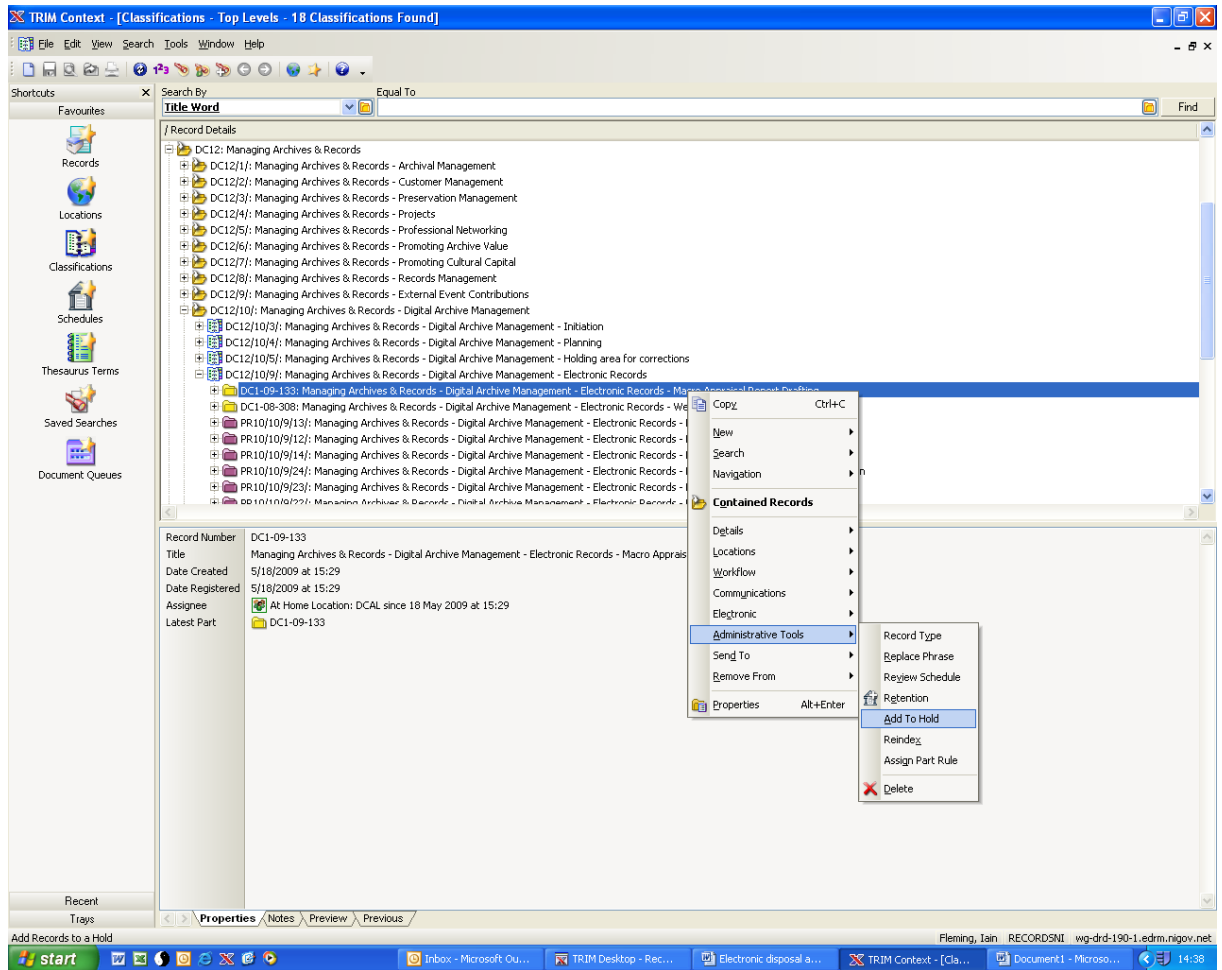 TRIM Context - [Classifications - Top Levels - 18 Classifications Found]
File Edit View Search Tools Window Help
Shortcuts
Favourites
Records
Locations
Classifications
Schedules
Thesaurus Terms
Saved Searches
Document Queues
Recent
Trays
Search By
Equal To
Title Word
Find
/ Record Details
DC12: Managing Archives & Records
DC12/1/: Managing Archives & Records - Archival Management
DC12/2/: Managing Archives & Records - Customer Management
DC12/3/: Managing Archives & Records - Preservation Management
DC12/4/: Managing Archives & Records - Projects
DC12/5/: Managing Archives & Records - Professional Networking
DC12/6/: Managing Archives & Records - Promoting Archive Value
DC12/7/: Managing Archives & Records - Promoting Cultural Capital
DC12/8/: Managing Archives & Records - Records Management
DC12/9/: Managing Archives & Records - External Event Contributions
DC12/10/: Managing Archives & Records - Digital Archive Management
DC12/10/3/: Managing Archives & Records - Digital Archive Management - Initiation
DC12/10/4/: Managing Archives & Records - Digital Archive Management - Planning
DC12/10/5/: Managing Archives & Records - Digital Archive Management - Holding area for corrections
DC12/10/9/: Managing Archives & Records - Digital Archive Management - Electronic Records
DC1-09-133: Managing Archives & Records - Digital Archive Management - Electronic Records - Macro Appraisal Report Drafting
DC1-08-308: Managing Archives & Records - Digital Archive Management - Electronic Records - We
PR10/10/9/13/: Managing Archives & Records - Digital Archive Management - Electronic Records -
PR10/10/9/12/: Managing Archives & Records - Digital Archive Management - Electronic Records -
PR10/10/9/14/: Managing Archives & Records - Digital Archive Management - Electronic Records -
PR10/10/9/24/: Managing Archives & Records - Digital Archive Management - Electronic Records - n
PR10/10/9/23/: Managing Archives & Records - Digital Archive Management - Electronic Records -
PR10/10/9/22/: Managing Archives & Records - Digital Archive Management - Electronic Records -
Copy Ctrl+C
New
Search
Navigation
Contained Records
Details
Locations
Workflow
Communications
Electronic
Administrative Tools
Send To
Remove From
Properties Alt+Enter
Record Type
Replace Phrase
Review Schedule
Retention
Add To Hold
Reindex
Assign Part Rule
Delete
Record Number DC1-09-133
Title Managing Archives & Records - Digital Archive Management - Electronic Records - Macro Apprais
Date Created 5/18/2009 at 15:29
Date Registered 5/18/2009 at 15:29
Assignee At Home Location: DCAL since 18 May 2009 at 15:29
Latest Part DC1-09-133
Properties Notes Preview Previous
Add Records to a Hold
Fleming, Iain RECORDSNI wg-drd-190-1.edrm.nigov.net
start
Inbox - Microsoft Ou...
TRIM Desktop - Rec...
Electronic disposal a...
TRIM Context - [Cla...
Document1 - Microso...
14:38